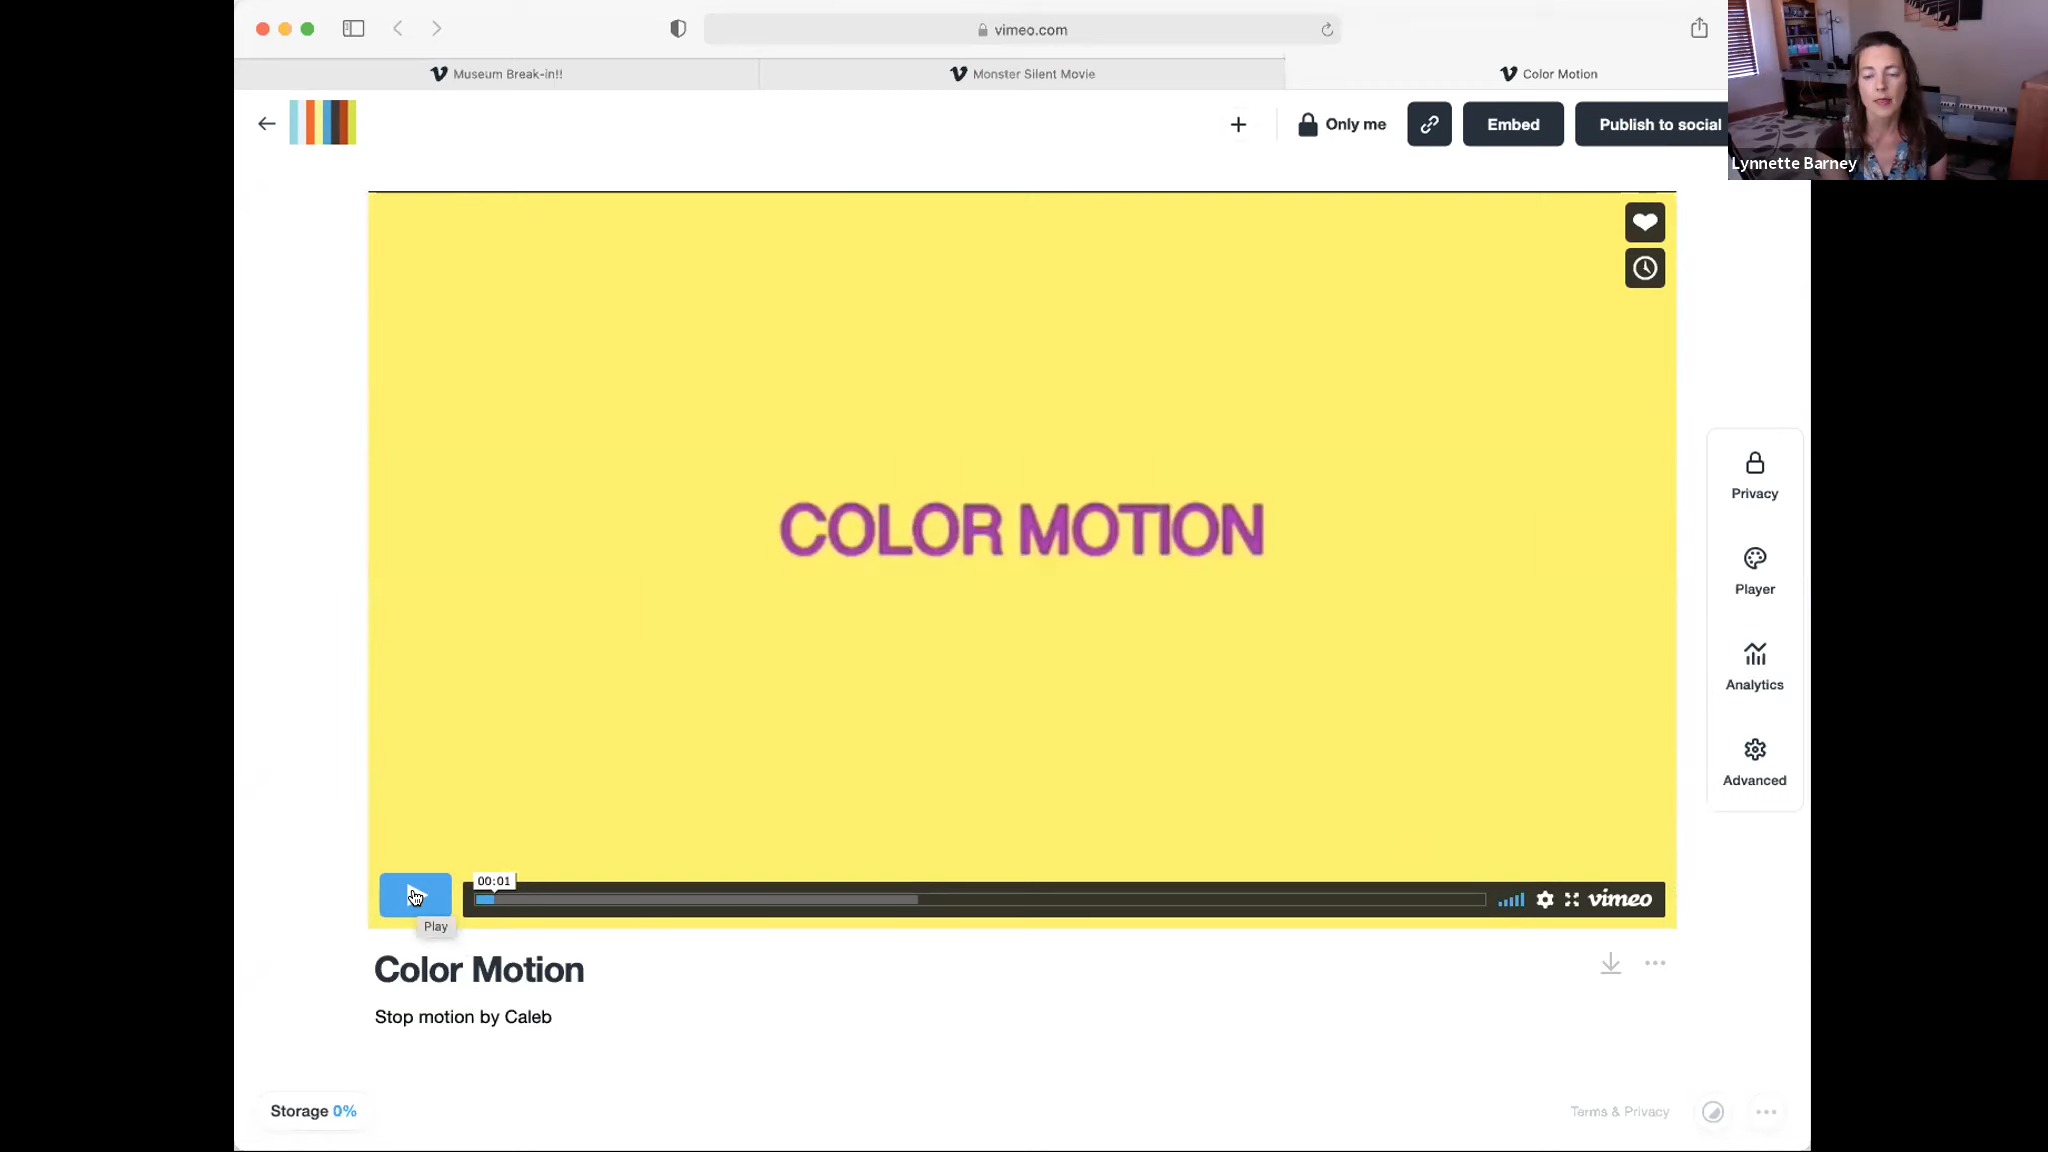 vimeo.com
Museum Break-in!!
Monster Silent Movie
Color Motion
Only me
Embed
Publish to social
Lynnette Barney
COLOR MOTION
Privacy
Player
Analytics
Advanced
00:01
vimeo
Play
Color Motion
Stop motion by Caleb
Storage 0%
Terms & Privacy